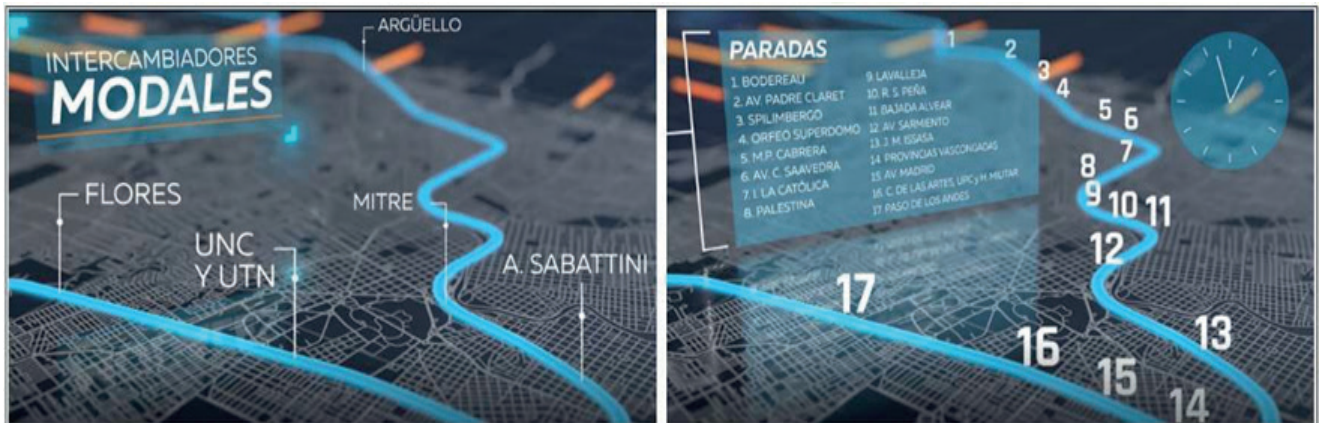 INTERCAMBIADORES
MODALES
ARGÜELLO
FLORES
MITRE
UNC
Y UTN
A. SABATTINI
PARADAS
1. BODEREAU
2. AV. PADRE CLARET
3. SPILIMBERGO
4. ORFEO SUPERDOMO
5. M.P. CABRERA
6. AV. C. SAAVEDRA
7. I. LA CATÓLICA
8. PALESTINA
9. LAVALLEJA
10. R. S. PEÑA
11. BAJADA ALVEAR
12. AV. SARMIENTO
13. J. M. ISSASA
14. PROVINCIAS VASCONGADAS
15. AV. MADRID
16. C. DE LAS ARTES, UPC y H. MILITAR
17. PASO DE LOS ANDES
1
2
3
4
5
6
7
8
9
10
11
12
13
14
15
16
17